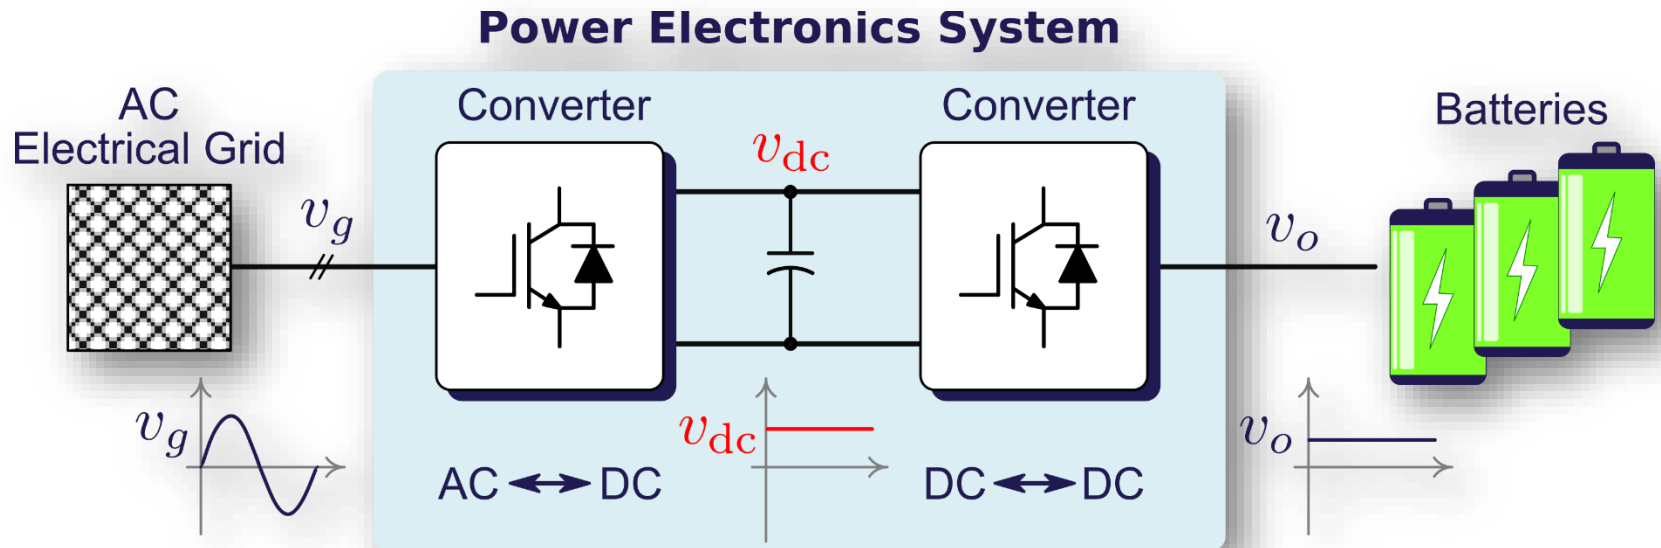 Power Electronics System
AC
Electrical Grid
Converter
Converter
Batteries
v_dc
v_g
v_o
v_g
v_dc
v_o
AC ↔ DC
DC ↔ DC